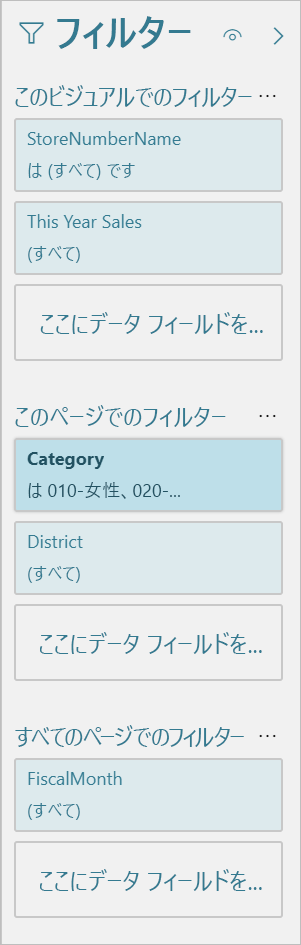 フィルター
このビジュアルでのフィルター ...
StoreNumberName
は (すべて) です
This Year Sales
(すべて)
ここにデータ フィールドを...
このページでのフィルター ...
Category
は 010-女性、020-...
District
(すべて)
ここにデータ フィールドを...
すべてのページでのフィルター ...
FiscalMonth
(すべて)
ここにデータ フィールドを...